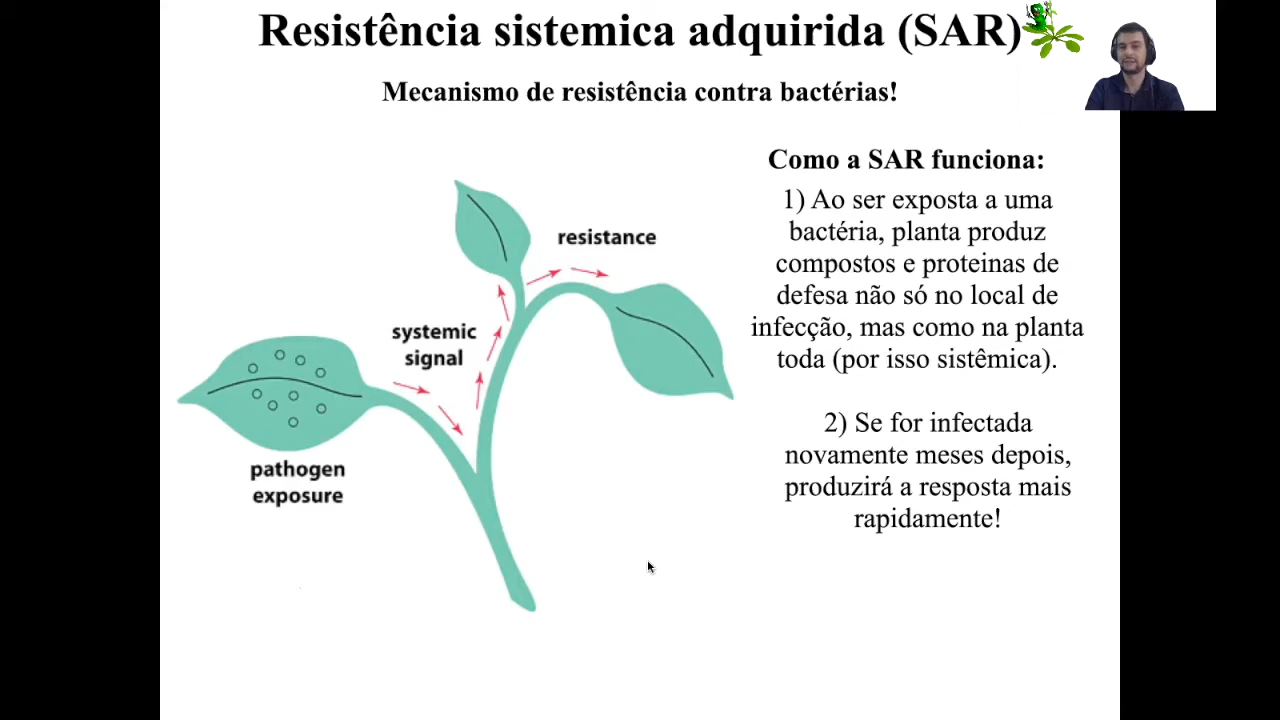 Resistência sistemica adquirida (SAR)
Mecanismo de resistência contra bactérias!
Como a SAR funciona:
1) Ao ser exposta a uma
bactéria, planta produz
compostos e proteinas de
defesa não só no local de
infecção, mas como na planta
toda (por isso sistêmica).
2) Se for infectada
novamente meses depois,
produzirá a resposta mais
rapidamente!
resistance
systemic
signal
pathogen
exposure